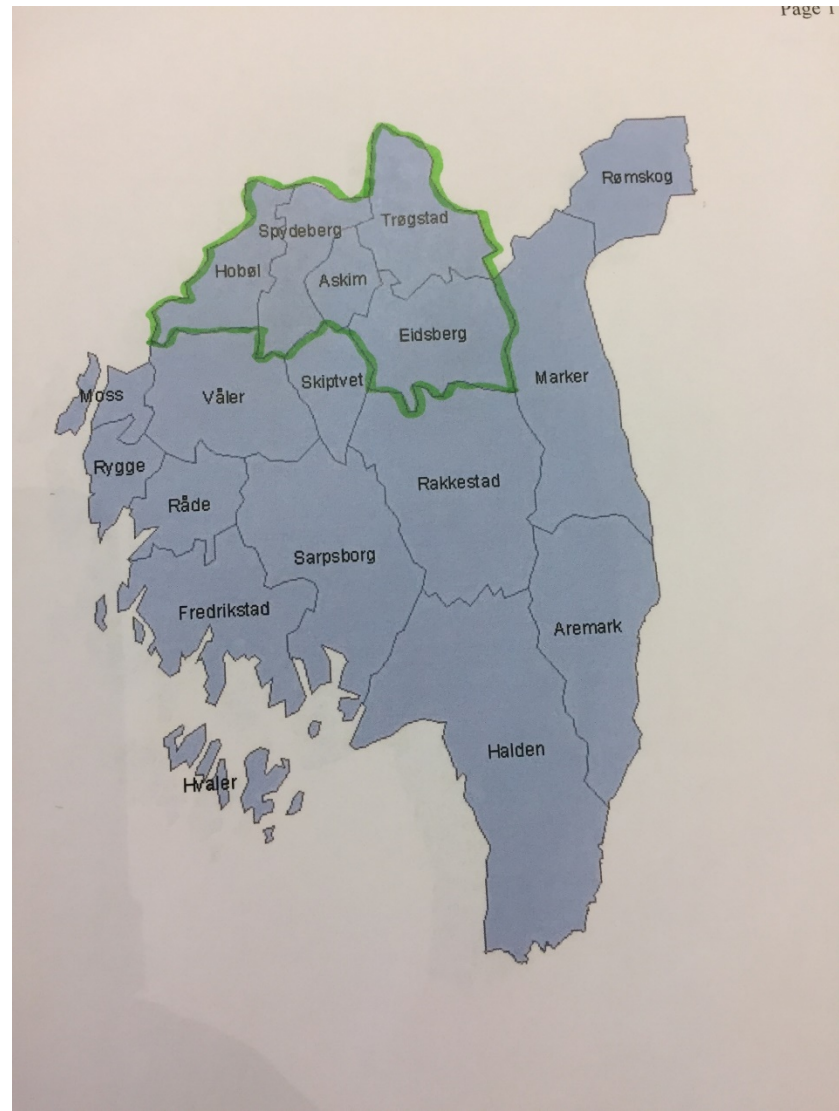 Page 1
Rømskog
Trøgstad
Spydeberg
Hobøl
Askim
Eidsberg
Marker
Skiptvet
Moss
Våler
Rygge
Rakkestad
Råde
Sarpsborg
Fredrikstad
Aremark
Halden
Hvaler